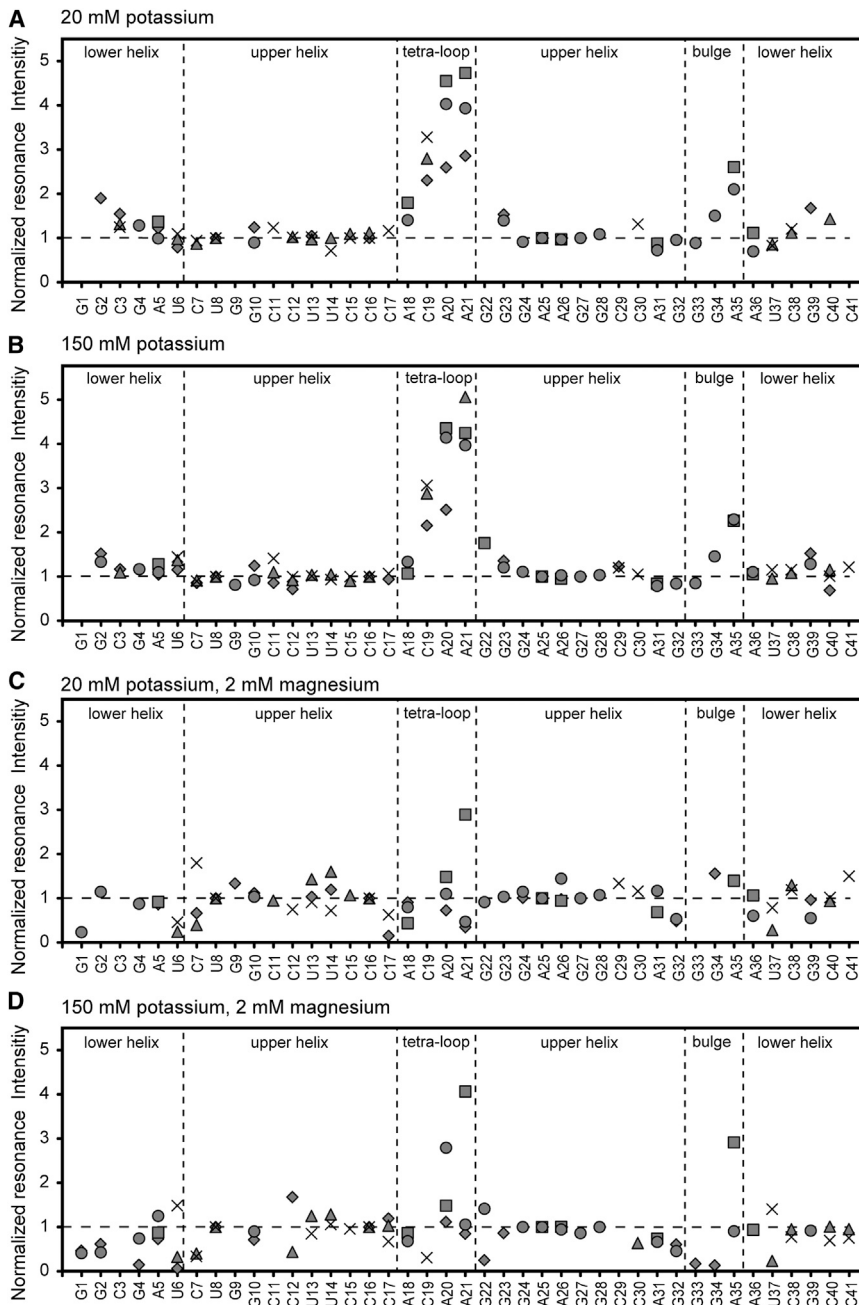 A 20 mM potassium
Normalized resonance Intensitiy
lower helix upper helix tetra-loop upper helix bulge lower helix
5
4
3
2
1
0
G1 G2 C3 G4 A5 U6 C7 U8 G9 G10 C11 C12 U13 U14 C15 C16 C17 A18 C19 A20 A21 G22 G23 G24 A25 A26 G27 G28 C29 C30 A31 G32 G33 G34 A35 A36 U37 C38 G39 C40 C41
B 150 mM potassium
Normalized resonance Intensitiy
lower helix upper helix tetra-loop upper helix bulge lower helix
5
4
3
2
1
0
G1 G2 C3 G4 A5 U6 C7 U8 G9 G10 C11 C12 U13 U14 C15 C16 C17 A18 C19 A20 A21 G22 G23 G24 A25 A26 G27 G28 C29 C30 A31 G32 G33 G34 A35 A36 U37 C38 G39 C40 C41
C 20 mM potassium, 2 mM magnesium
Normalized resonance Intensitiy
lower helix upper helix tetra-loop upper helix bulge lower helix
5
4
3
2
1
0
G1 G2 C3 G4 A5 U6 C7 U8 G9 G10 C11 C12 U13 U14 C15 C16 C17 A18 C19 A20 A21 G22 G23 G24 A25 A26 G27 G28 C29 C30 A31 G32 G33 G34 A35 A36 U37 C38 G39 C40 C41
D 150 mM potassium, 2 mM magnesium
Normalized resonance Intensitiy
lower helix upper helix tetra-loop upper helix bulge lower helix
5
4
3
2
1
0
G1 G2 C3 G4 A5 U6 C7 U8 G9 G10 C11 C12 U13 U14 C15 C16 C17 A18 C19 A20 A21 G22 G23 G24 A25 A26 G27 G28 C29 C30 A31 G32 G33 G34 A35 A36 U37 C38 G39 C40 C41